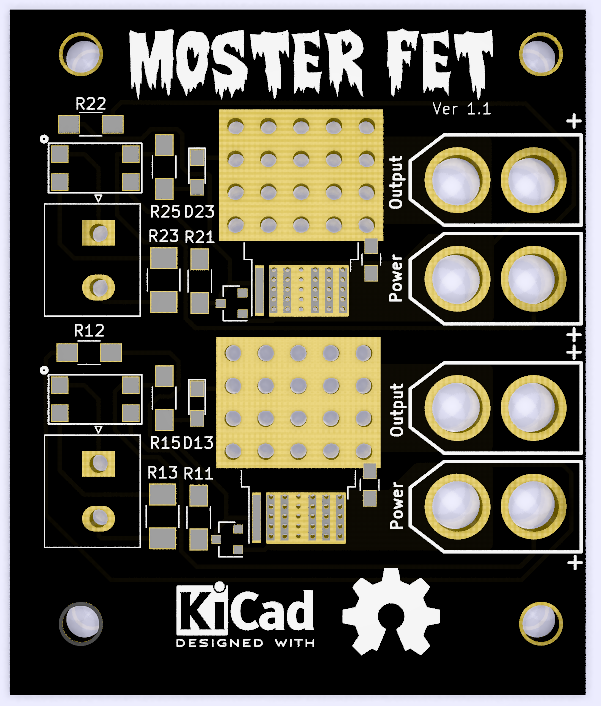 MOSTER FET
Ver 1.1
R22
+
Output
R25 D23
R23 R21
Power
+
+
R12
Output
R15 D13
R13 R11
Power
+
KiCad
DESIGNED WITH